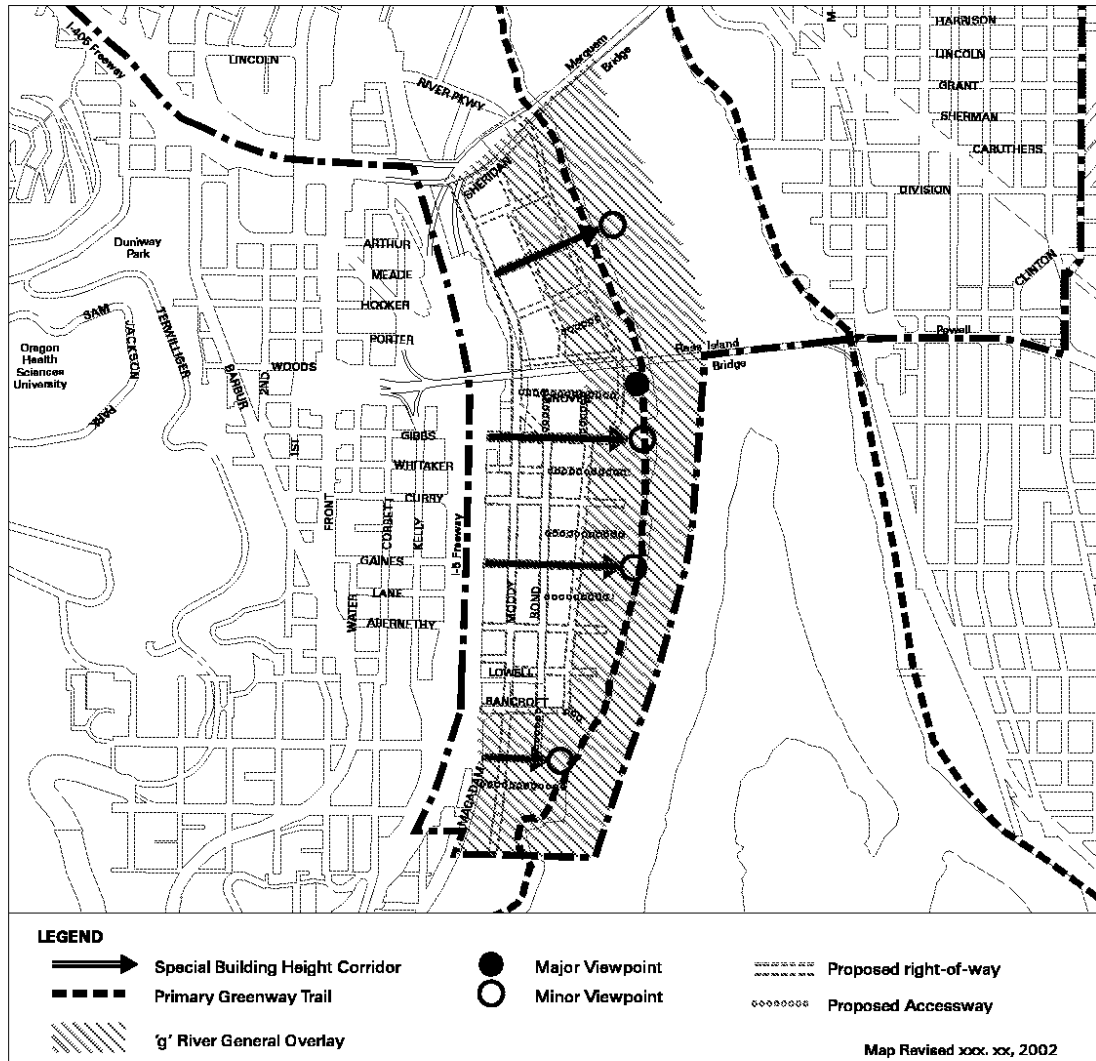 I-405 Freeway
LINCOLN
RIVER PKWY
Marquam
Bridge
M
HARRISON
LINCOLN
GRANT
SHERMAN
CARUTHERS
DIVISION
SHERIDAN
Duniway
Park
ARTHUR
MEADE
HOOKER
PORTER
CLINTON
SAM
JACKSON
PARK
TERWILLIGER
Oregon
Health
Sciences
University
BARBUR
2ND
WOODS
Ross Island
Bridge
Powell
1ST
GIBBS
WHITAKER
CURRY
FRONT
CORBETT
KELLY
I-5 Freeway
GAINES
LANE
WATER
ABERNETHY
MOODY
BOND
LOWELL
BANCROFT
MACADAM
LEGEND
Special Building Height Corridor
Primary Greenway Trail
'g' River General Overlay
Major Viewpoint
Minor Viewpoint
Proposed right-of-way
Proposed Accessway
Map Revised xxx. xx, 2002